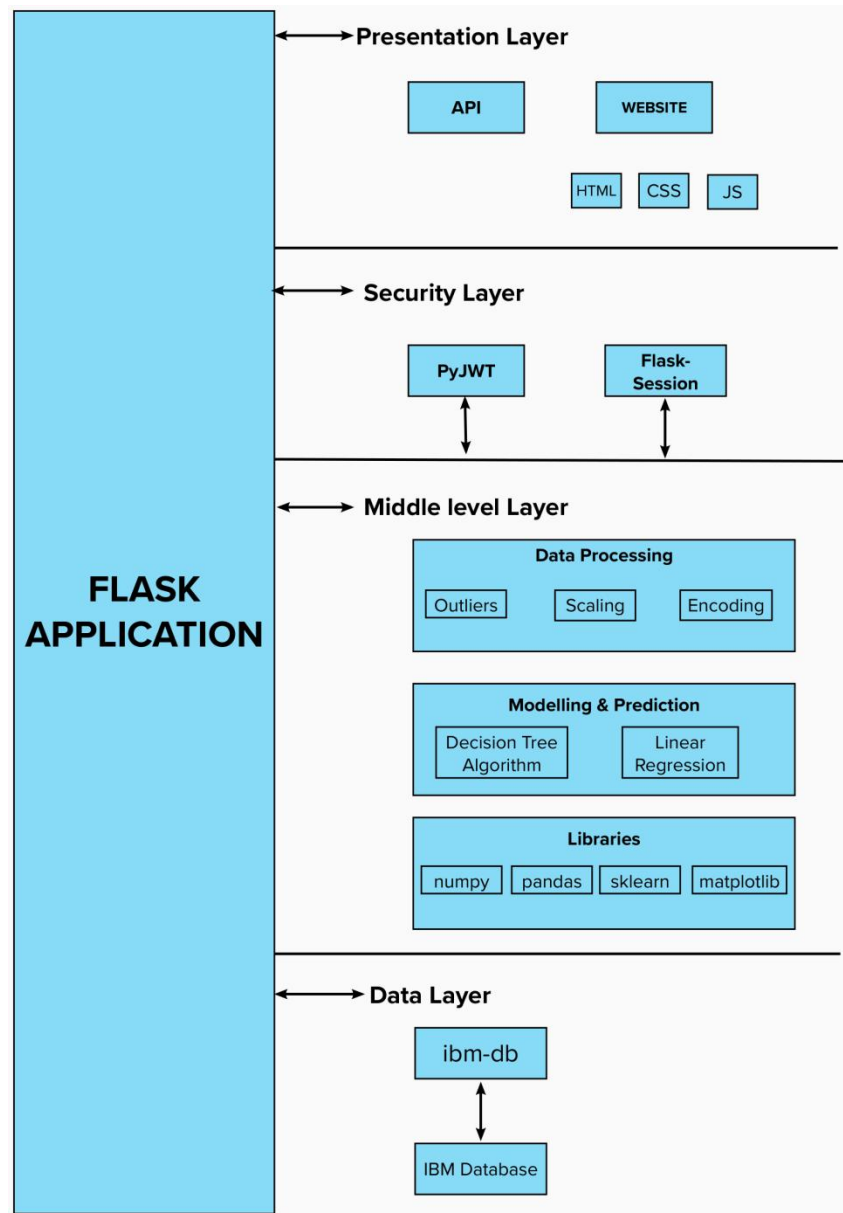 FLASK
APPLICATION
Presentation Layer
API
WEBSITE
HTML
CSS
JS
Security Layer
PyJWT
Flask-
Session
Middle level Layer
Data Processing
Outliers
Scaling
Encoding
Modelling & Prediction
Decision Tree
Algorithm
Linear
Regression
Libraries
numpy
pandas
sklearn
matplotlib
Data Layer
ibm-db
IBM Database